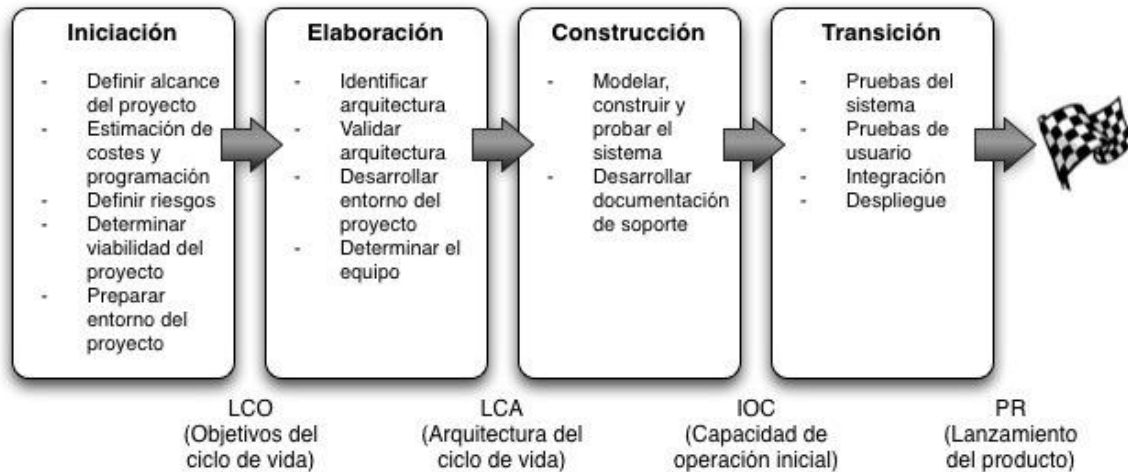 Iniciación
- Definir alcance
del proyecto
- Estimación de
costes y
programación
- Definir riesgos
- Determinar
viabilidad del
proyecto
- Preparar
entorno del
proyecto
Elaboración
- Identificar
arquitectura
- Validar
arquitectura
- Desarrollar
entorno del
proyecto
- Determinar el
equipo
Construcción
- Modelar,
construir y
probar el
sistema
- Desarrollar
documentación
de soporte
Transición
- Pruebas del
sistema
- Pruebas de
usuario
- Integración
- Despliegue
LCO
(Objetivos del
ciclo de vida)
LCA
(Arquitectura del
ciclo de vida)
IOC
(Capacidad de
operación inicial)
PR
(Lanzamiento
del producto)